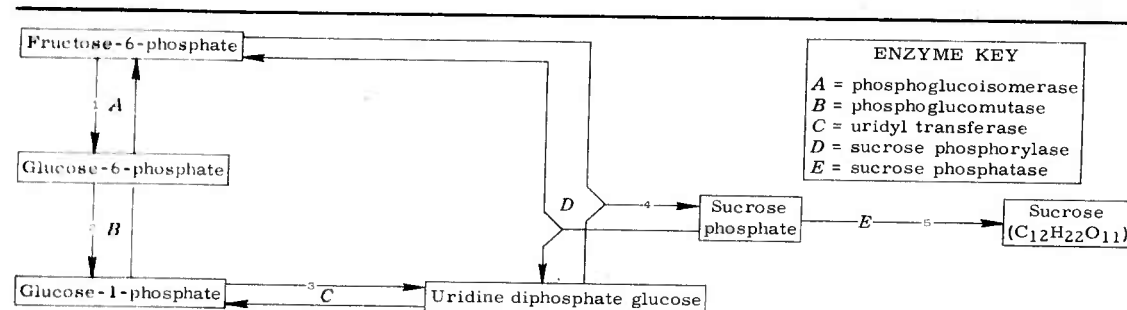 Fructose-6-phosphate
ENZYME KEY
A = phosphoglucoisomerase
B = phosphoglucomutase
C = uridyl transferase
D = sucrose phosphorylase
E = sucrose phosphatase
1 A
Glucose-6-phosphate
D
4
Sucrose
phosphate
E 5
Sucrose
(C12H22O11)
2 B
Glucose-1-phosphate
3
C
Uridine diphosphate glucose